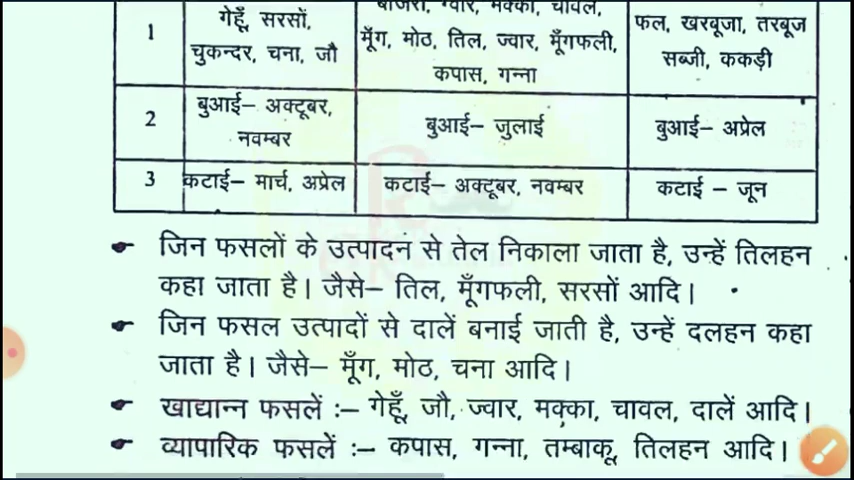 1
गेहूँ, सरसों,
चुकन्दर, चना, जौ
बाजरा, ग्वार, मक्का, चावल,
मूँग, मोठ, तिल, ज्वार, मूँगफली,
कपास, गन्ना
फल, खरबूजा, तरबूज
सब्जी, ककड़ी
2
बुआई– अक्टूबर,
नवम्बर
बुआई– जुलाई
बुआई– अप्रेल
3
कटाई– मार्च, अप्रेल
कटाई– अक्टूबर, नवम्बर
कटाई – जून
जिन फसलों के उत्पादन से तेल निकाला जाता है, उन्हें तिलहन
कहा जाता है। जैसे– तिल, मूँगफली, सरसों आदि।
जिन फसल उत्पादों से दालें बनाई जाती है, उन्हें दलहन कहा
जाता है। जैसे– मूँग, मोठ, चना आदि।
खाद्यान्न फसलें :– गेहूँ, जौ, ज्वार, मक्का, चावल, दालें आदि।
व्यापारिक फसलें :– कपास, गन्ना, तम्बाकू, तिलहन आदि।